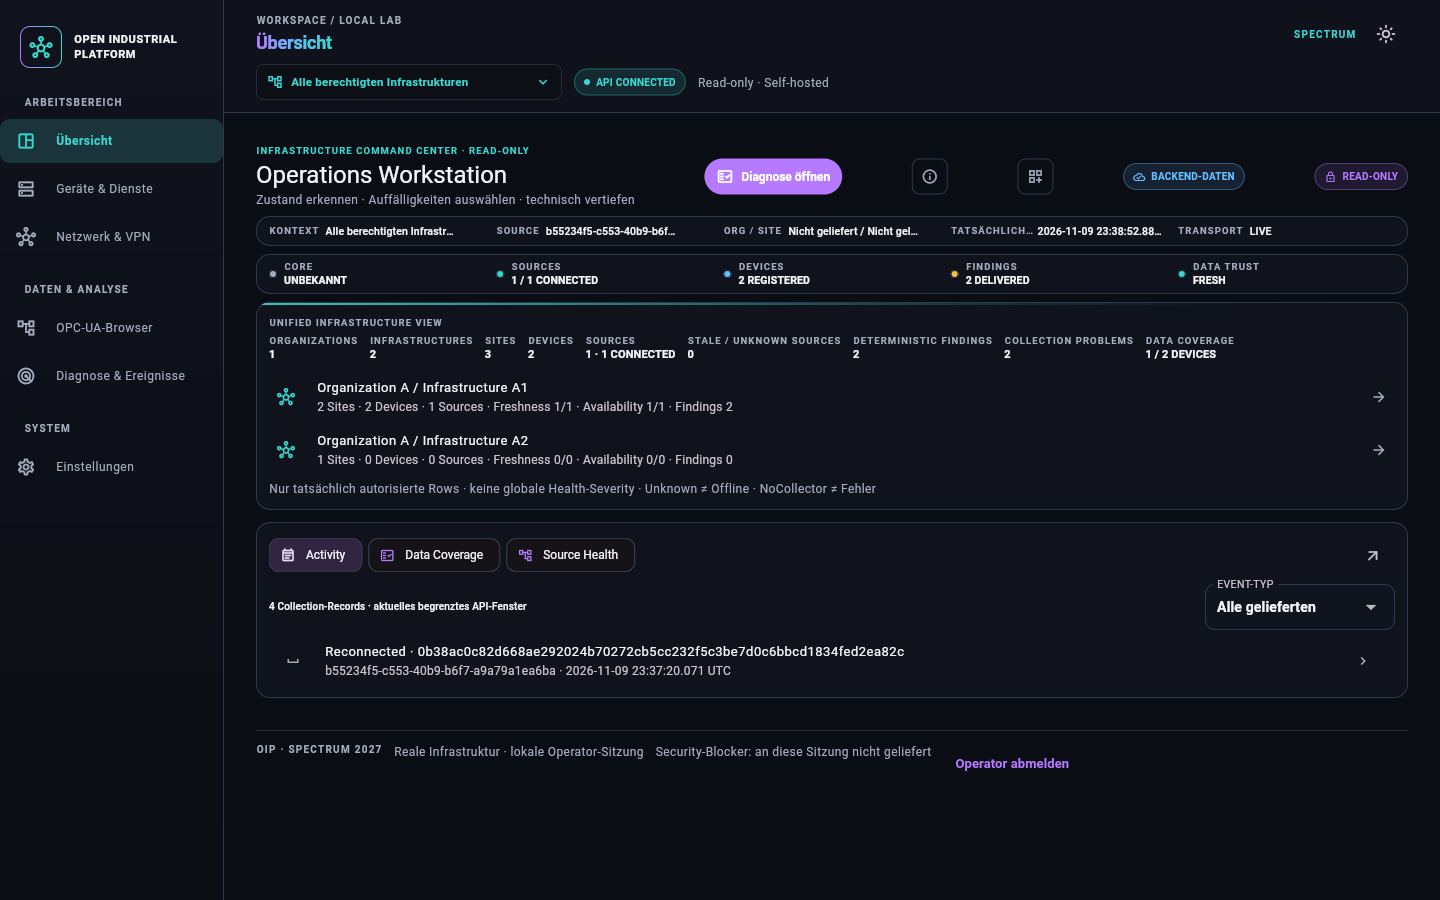 OPEN INDUSTRIAL
PLATFORM
ARBEITSBEREICH
Übersicht
Geräte & Dienste
Netzwerk & VPN
DATEN & ANALYSE
OPC-UA-Browser
Diagnose & Ereignisse
SYSTEM
Einstellungen
WORKSPACE / LOCAL LAB
Übersicht
SPECTRUM
Alle berechtigten Infrastrukturen
API CONNECTED
Read-only · Self-hosted
INFRASTRUCTURE COMMAND CENTER · READ-ONLY
Operations Workstation
Zustand erkennen · Auffälligkeiten auswählen · technisch vertiefen
Diagnose öffnen
BACKEND-DATEN
READ-ONLY
KONTEXT Alle berechtigten Infrastr…
SOURCE b55234f5-c553-40b9-b6f…
ORG / SITE Nicht geliefert / Nicht gel…
TATSÄCHLICH… 2026-11-09 23:38:52.88…
TRANSPORT LIVE
CORE
UNBEKANNT
SOURCES
1 / 1 CONNECTED
DEVICES
2 REGISTERED
FINDINGS
2 DELIVERED
DATA TRUST
FRESH
UNIFIED INFRASTRUCTURE VIEW
ORGANIZATIONS
1
INFRASTRUCTURES
2
SITES
3
DEVICES
2
SOURCES
1 · 1 CONNECTED
STALE / UNKNOWN SOURCES
0
DETERMINISTIC FINDINGS
2
COLLECTION PROBLEMS
2
DATA COVERAGE
1 / 2 DEVICES
Organization A / Infrastructure A1
2 Sites · 2 Devices · 1 Sources · Freshness 1/1 · Availability 1/1 · Findings 2
Organization A / Infrastructure A2
1 Sites · 0 Devices · 0 Sources · Freshness 0/0 · Availability 0/0 · Findings 0
Nur tatsächlich autorisierte Rows · keine globale Health-Severity · Unknown ≠ Offline · NoCollector ≠ Fehler
Activity
Data Coverage
Source Health
4 Collection-Records · aktuelles begrenztes API-Fenster
EVENT-TYP
Alle gelieferten
Reconnected · 0b38ac0c82d668ae292024b70272cb5cc232f5c3be7d0c6bbcd1834fed2ea82c
b55234f5-c553-40b9-b6f7-a9a79a1ea6ba · 2026-11-09 23:37:20.071 UTC
OIP · SPECTRUM 2027
Reale Infrastruktur · lokale Operator-Sitzung
Security-Blocker: an diese Sitzung nicht geliefert
Operator abmelden